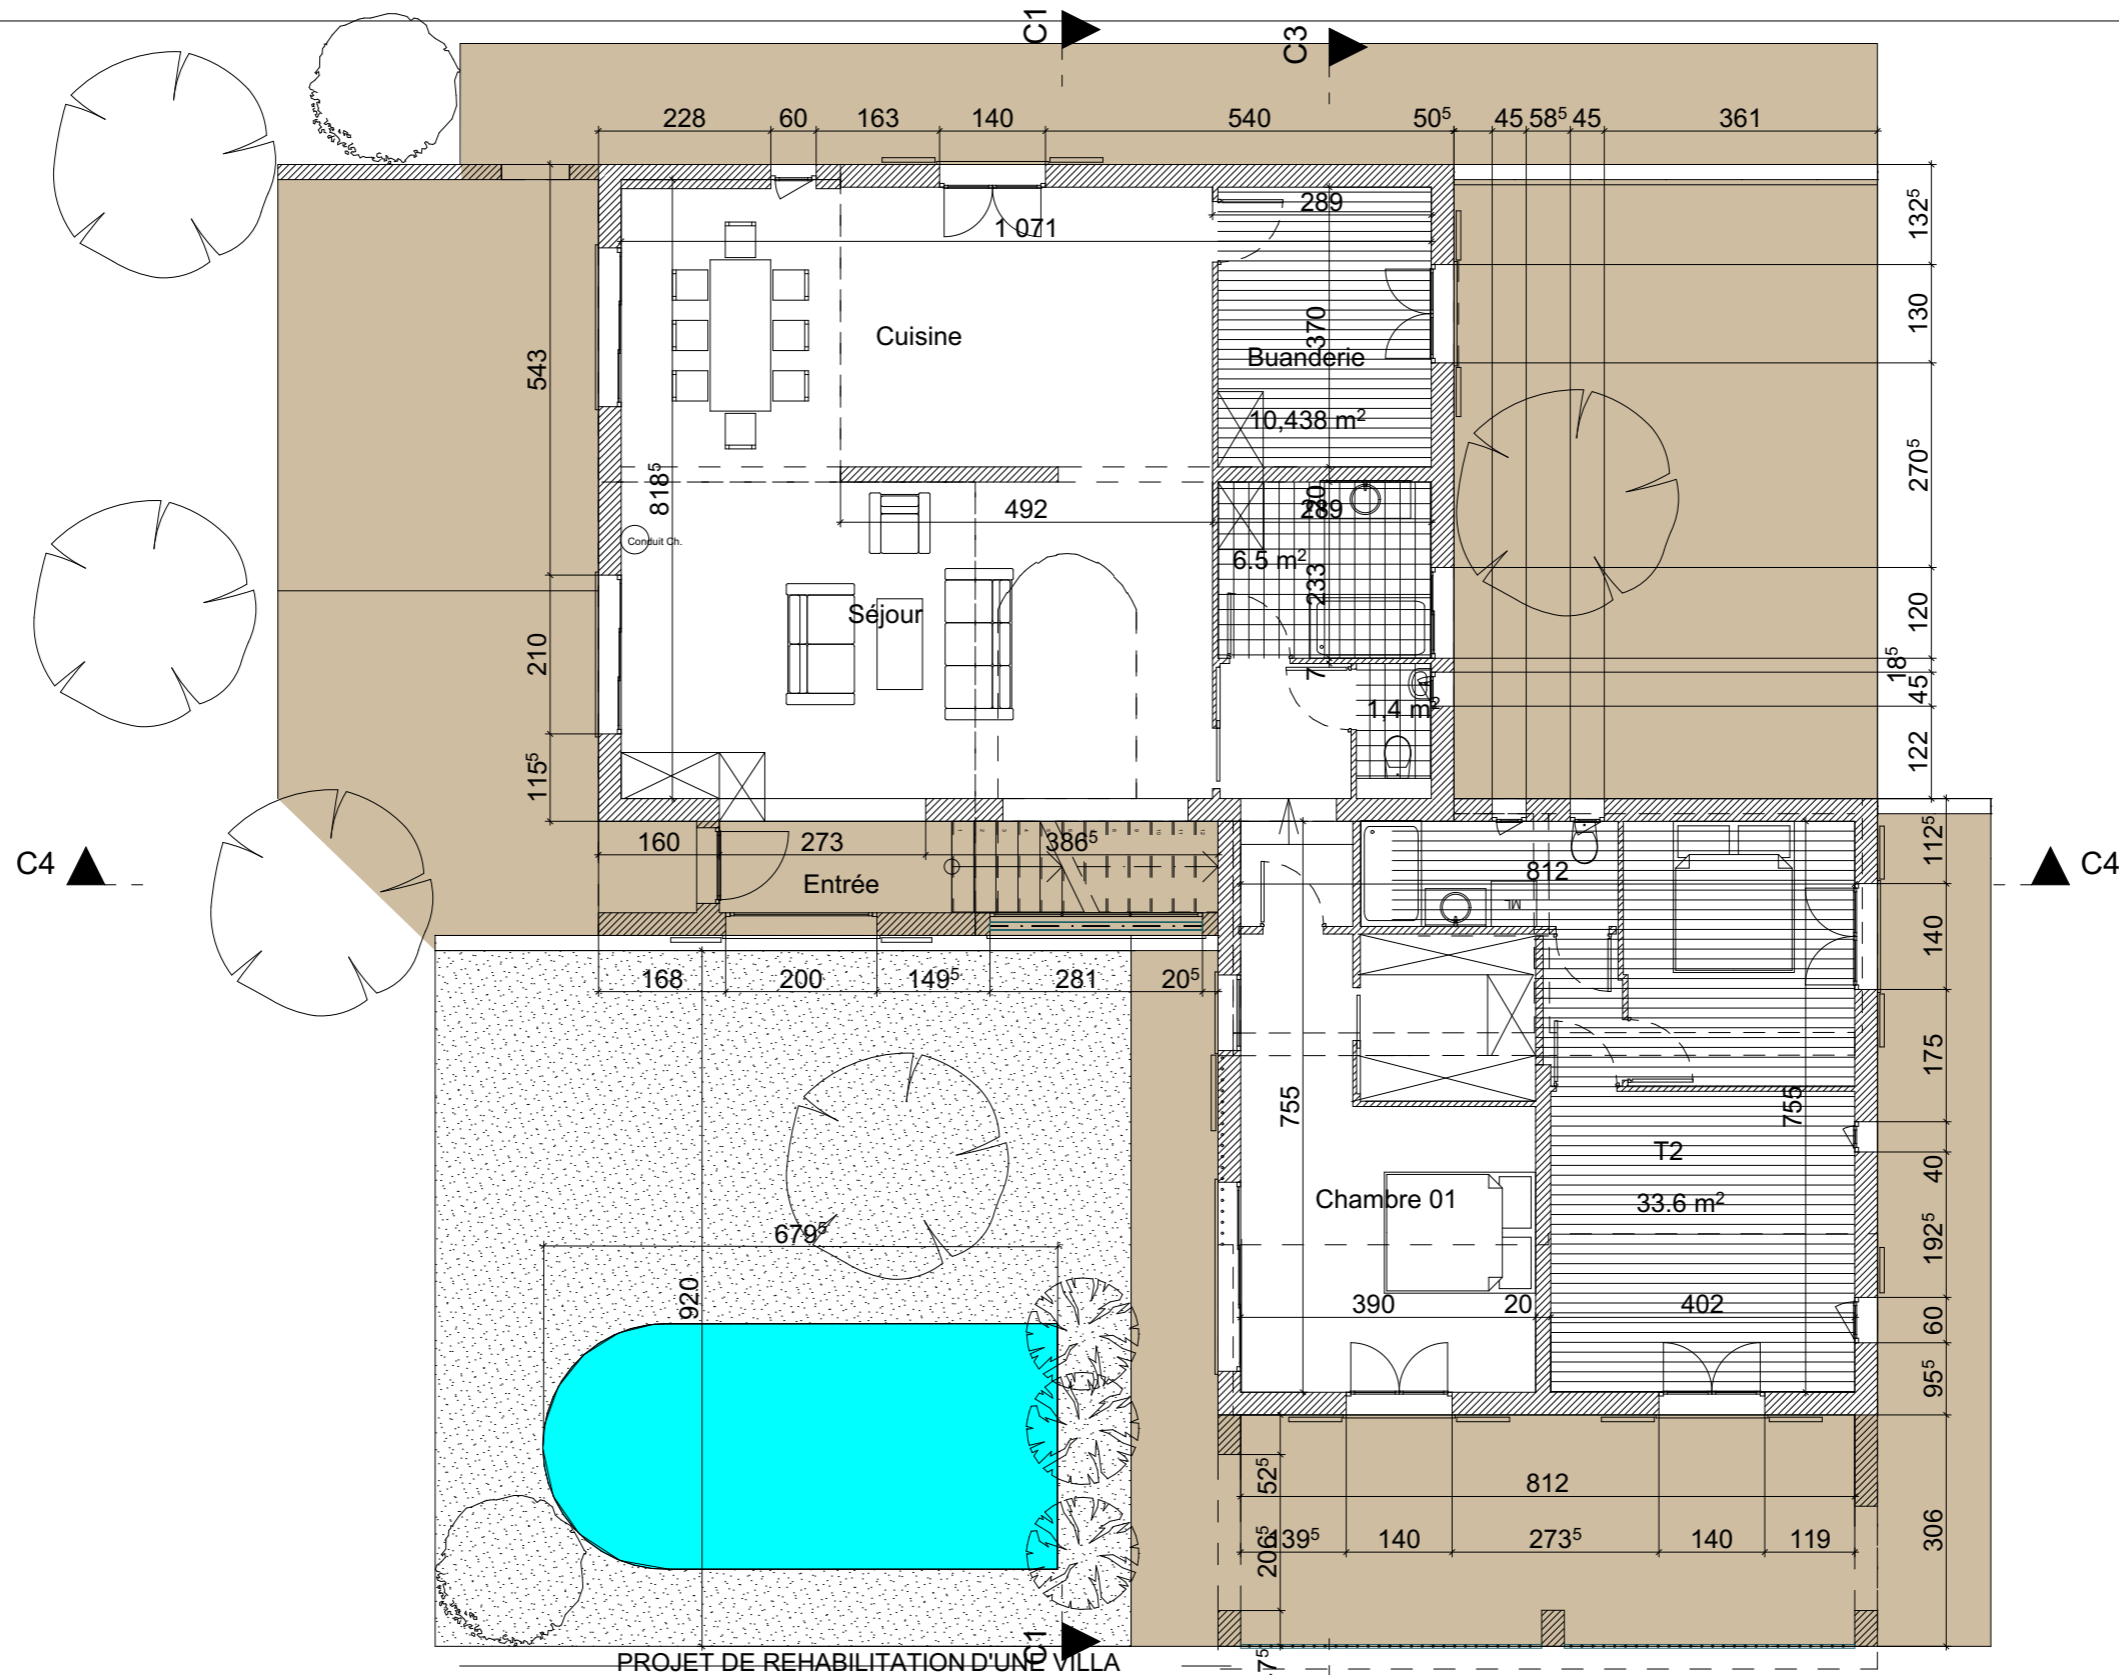 C1
C3
228 60 163 140 540 50⁵ 45 58⁵ 45 361
289
1 071
132⁵
130
Cuisine
370
Buanderie
543
10,438 m²
270⁵
818⁵
492
20
289
Conduit Ch.
6.5 m²
233
Séjour
120
210
18⁵
7
45
1,4 m²
122
115⁵
C4
160 273 386⁵
Entrée
812
112⁵
C4
ML
140
168 200 149⁵ 281 20⁵
175
755
755
T2
40
Chambre 01
33.6 m²
192⁵
679⁵
920
390 20 402
60
95⁵
52⁵
812
306
206⁵
139⁵ 140 273⁵ 140 119
C1
PROJET DE REHABILITATION D'UNE VILLA